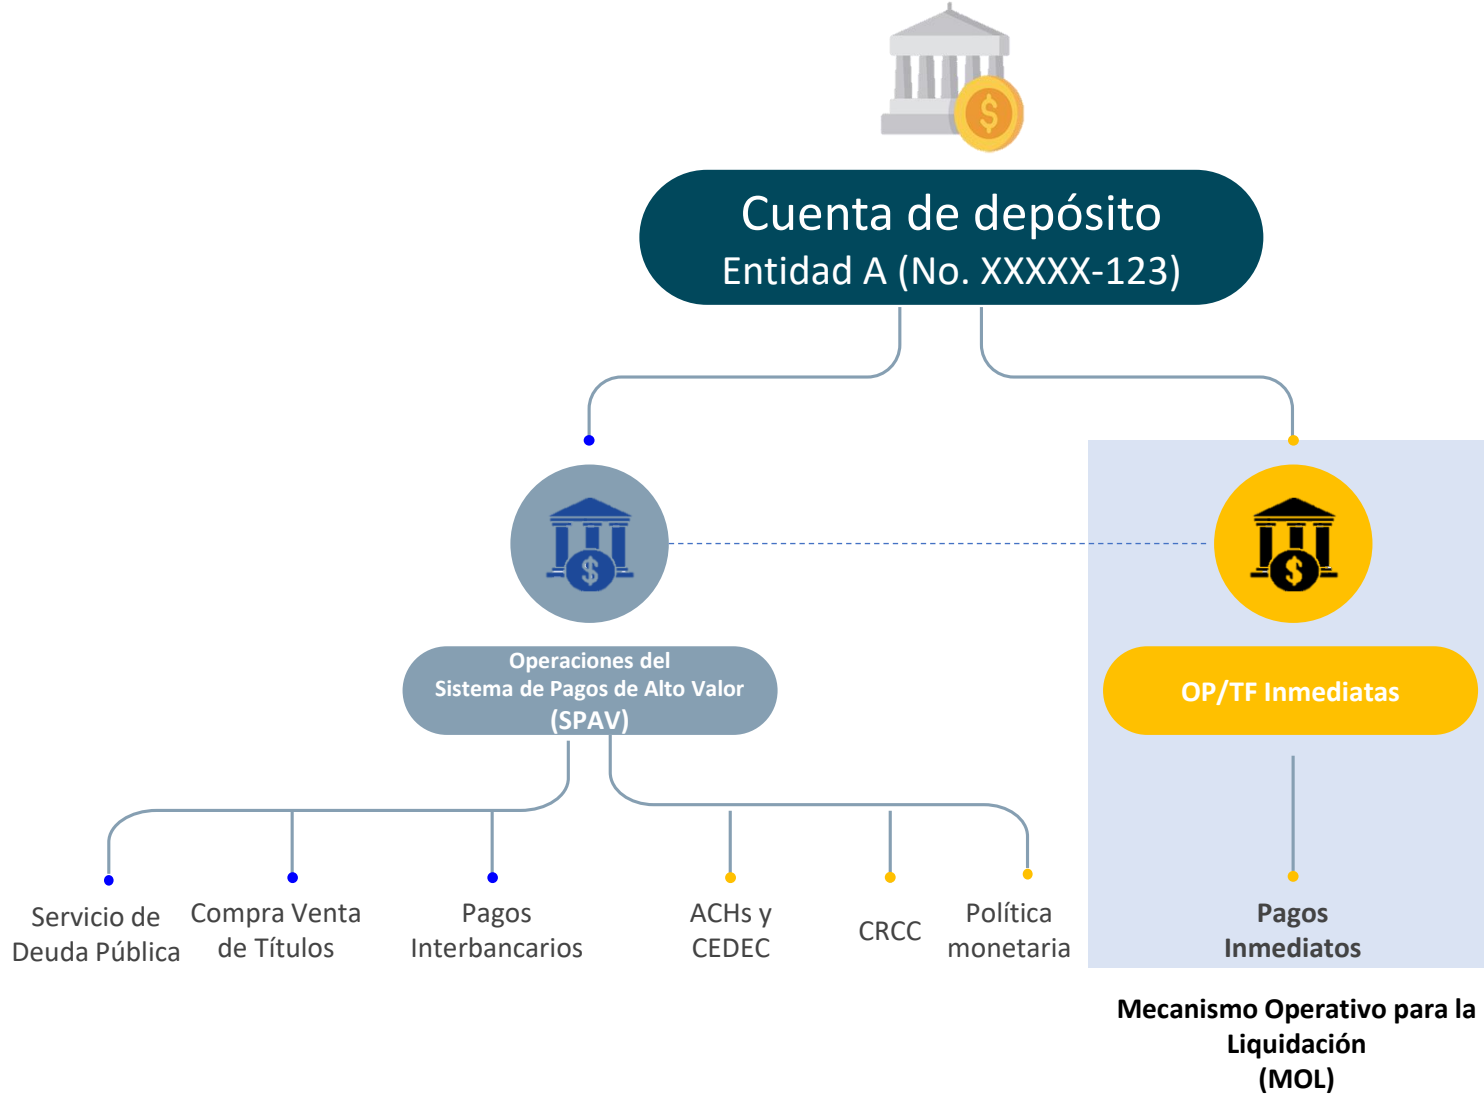 Cuenta de depósito
Entidad A (No. XXXXX-123)
Operaciones del
Sistema de Pagos de Alto Valor
(SPAV)
OP/TF Inmediatas
Servicio de
Deuda Pública
Compra Venta
de Títulos
Pagos
Interbancarios
ACHs y
CEDEC
CRCC
Política
monetaria
Pagos
Inmediatos
Mecanismo Operativo para la
Liquidación
(MOL)